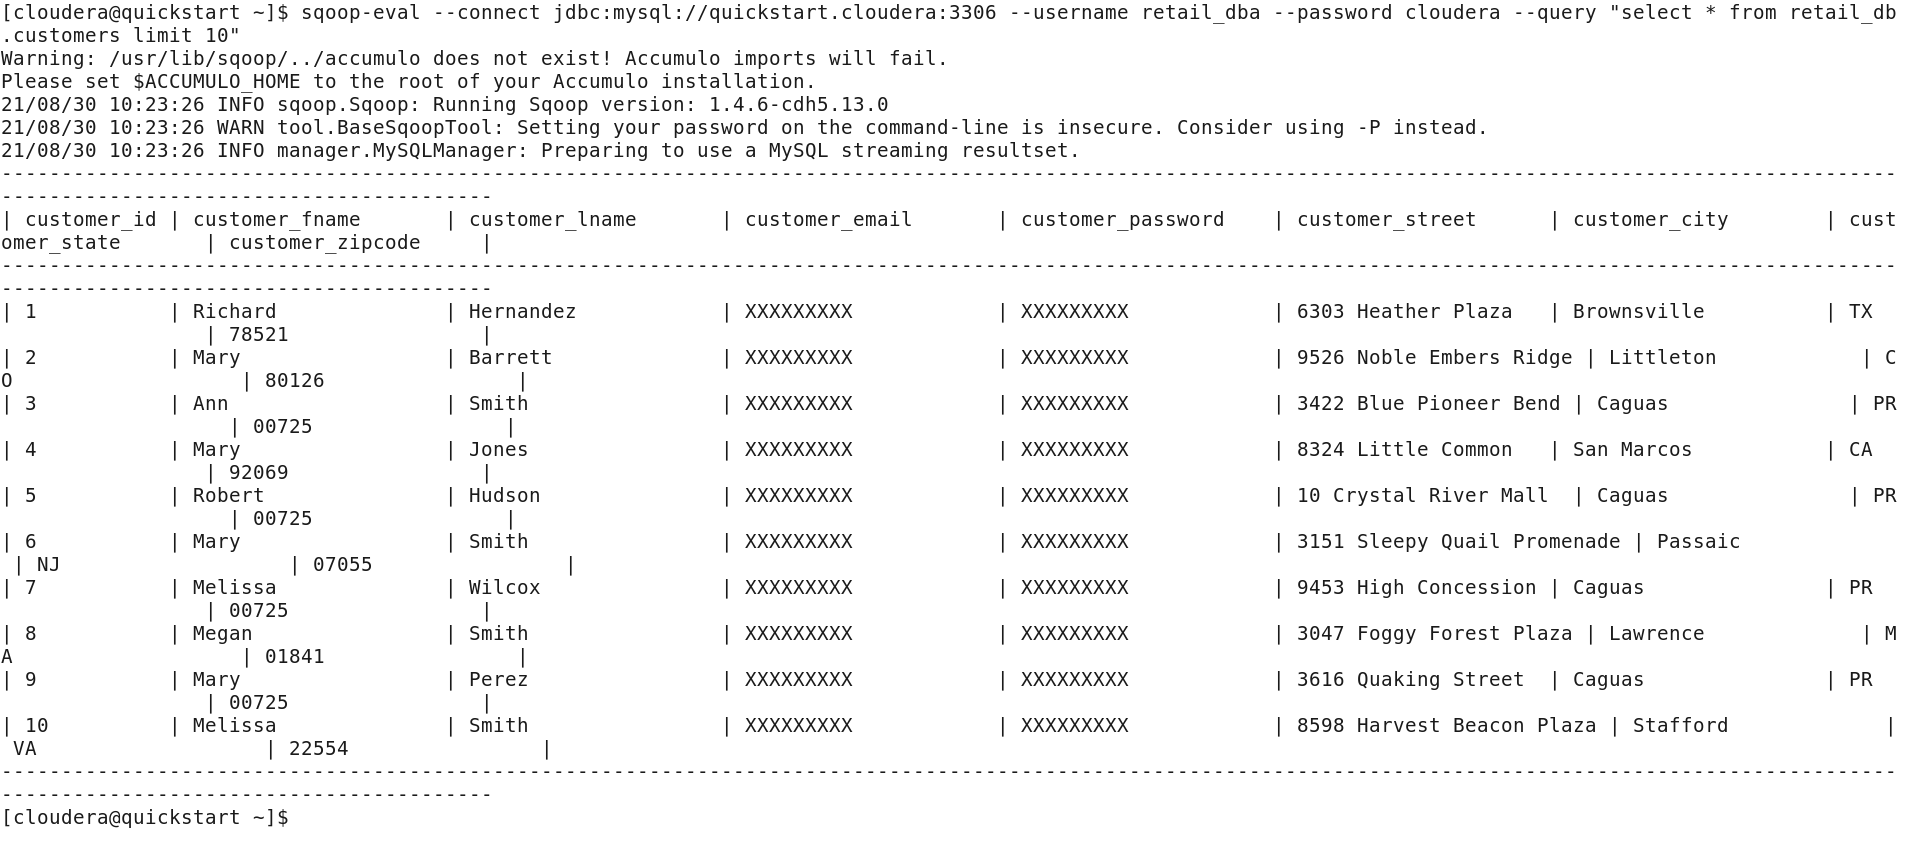 [cloudera@quickstart ~]$ sqoop-eval --connect jdbc:mysql://quickstart.cloudera:3306 --username retail_dba --password cloudera --query "select * from retail_db
.customers limit 10"
Warning: /usr/lib/sqoop/../accumulo does not exist! Accumulo imports will fail.
Please set $ACCUMULO_HOME to the root of your Accumulo installation.
21/08/30 10:23:26 INFO sqoop.Sqoop: Running Sqoop version: 1.4.6-cdh5.13.0
21/08/30 10:23:26 WARN tool.BaseSqoopTool: Setting your password on the command-line is insecure. Consider using -P instead.
21/08/30 10:23:26 INFO manager.MySQLManager: Preparing to use a MySQL streaming resultset.
--------------------------------------------------------------------------------------------------------------------------------------------------------------
-----------------------------------------
| customer_id | customer_fname       | customer_lname       | customer_email       | customer_password    | customer_street      | customer_city        | cust
omer_state       | customer_zipcode     |
--------------------------------------------------------------------------------------------------------------------------------------------------------------
-----------------------------------------
| 1           | Richard              | Hernandez            | XXXXXXXXX            | XXXXXXXXX            | 6303 Heather Plaza   | Brownsville          | TX
                 | 78521                |
| 2           | Mary                 | Barrett              | XXXXXXXXX            | XXXXXXXXX            | 9526 Noble Embers Ridge | Littleton            | C
O                   | 80126                |
| 3           | Ann                  | Smith                | XXXXXXXXX            | XXXXXXXXX            | 3422 Blue Pioneer Bend | Caguas               | PR
                   | 00725                |
| 4           | Mary                 | Jones                | XXXXXXXXX            | XXXXXXXXX            | 8324 Little Common   | San Marcos           | CA
                 | 92069                |
| 5           | Robert               | Hudson               | XXXXXXXXX            | XXXXXXXXX            | 10 Crystal River Mall  | Caguas               | PR
                   | 00725                |
| 6           | Mary                 | Smith                | XXXXXXXXX            | XXXXXXXXX            | 3151 Sleepy Quail Promenade | Passaic
 | NJ                   | 07055                |
| 7           | Melissa              | Wilcox               | XXXXXXXXX            | XXXXXXXXX            | 9453 High Concession | Caguas               | PR
                 | 00725                |
| 8           | Megan                | Smith                | XXXXXXXXX            | XXXXXXXXX            | 3047 Foggy Forest Plaza | Lawrence             | M
A                   | 01841                |
| 9           | Mary                 | Perez                | XXXXXXXXX            | XXXXXXXXX            | 3616 Quaking Street  | Caguas               | PR
                 | 00725                |
| 10          | Melissa              | Smith                | XXXXXXXXX            | XXXXXXXXX            | 8598 Harvest Beacon Plaza | Stafford             |
 VA                   | 22554                |
--------------------------------------------------------------------------------------------------------------------------------------------------------------
-----------------------------------------
[cloudera@quickstart ~]$